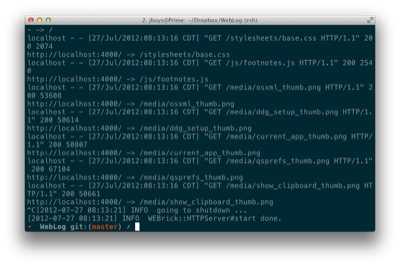 2. jbuys@Prime: ~/Dropbox/WebLog (zsh)
- -> /
localhost - - [27/Jul/2012:08:13:16 CDT] "GET /stylesheets/base.css HTTP/1.1" 20
0 2074
http://localhost:4000/ -> /stylesheets/base.css
localhost - - [27/Jul/2012:08:13:16 CDT] "GET /js/footnotes.js HTTP/1.1" 200 254
0
http://localhost:4000/ -> /js/footnotes.js
localhost - - [27/Jul/2012:08:13:16 CDT] "GET /media/osxml_thumb.png HTTP/1.1" 2
00 53608
http://localhost:4000/ -> /media/osxml_thumb.png
localhost - - [27/Jul/2012:08:13:16 CDT] "GET /media/ddg_setup_thumb.png HTTP/1.
1" 200 50614
http://localhost:4000/ -> /media/ddg_setup_thumb.png
localhost - - [27/Jul/2012:08:13:16 CDT] "GET /media/current_app_thumb.png HTTP/
1.1" 200 50807
http://localhost:4000/ -> /media/current_app_thumb.png
localhost - - [27/Jul/2012:08:13:16 CDT] "GET /media/qsprefs_thumb.png HTTP/1.1"
200 67104
http://localhost:4000/ -> /media/qsprefs_thumb.png
localhost - - [27/Jul/2012:08:13:16 CDT] "GET /media/show_clipboard_thumb.png HT
TP/1.1" 200 50661
http://localhost:4000/ -> /media/show_clipboard_thumb.png
^C[2012-07-27 08:13:21] INFO  going to shutdown ...
[2012-07-27 08:13:21] INFO  WEBrick::HTTPServer#start done.
➜  WebLog git:(master) ✗